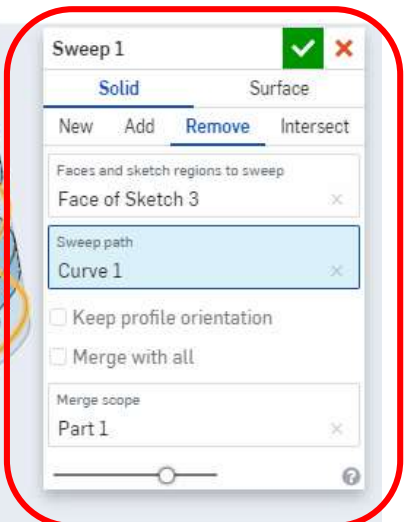 Sweep 1
Solid Surface
New Add Remove Intersect
Faces and sketch regions to sweep
Face of Sketch 3
Sweep path
Curve 1
Keep profile orientation
Merge with all
Merge scope
Part 1